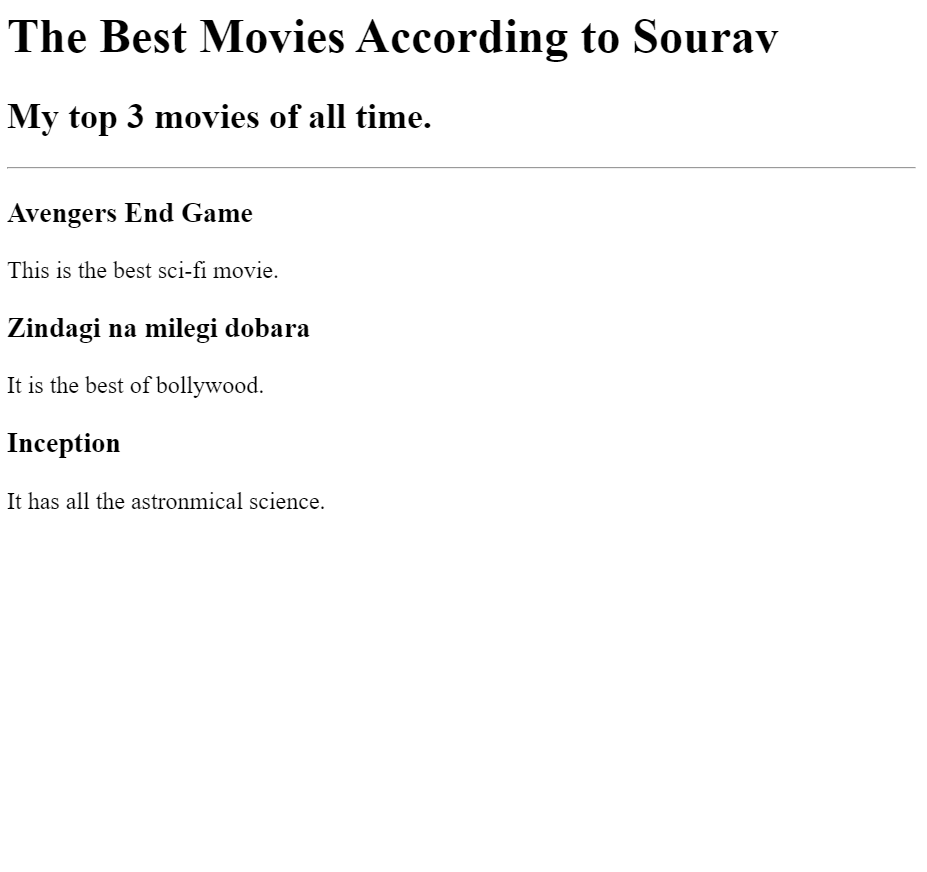 The Best Movies According to Sourav
My top 3 movies of all time.
Avengers End Game
This is the best sci-fi movie.
Zindagi na milegi dobara
It is the best of bollywood.
Inception
It has all the astronmical science.